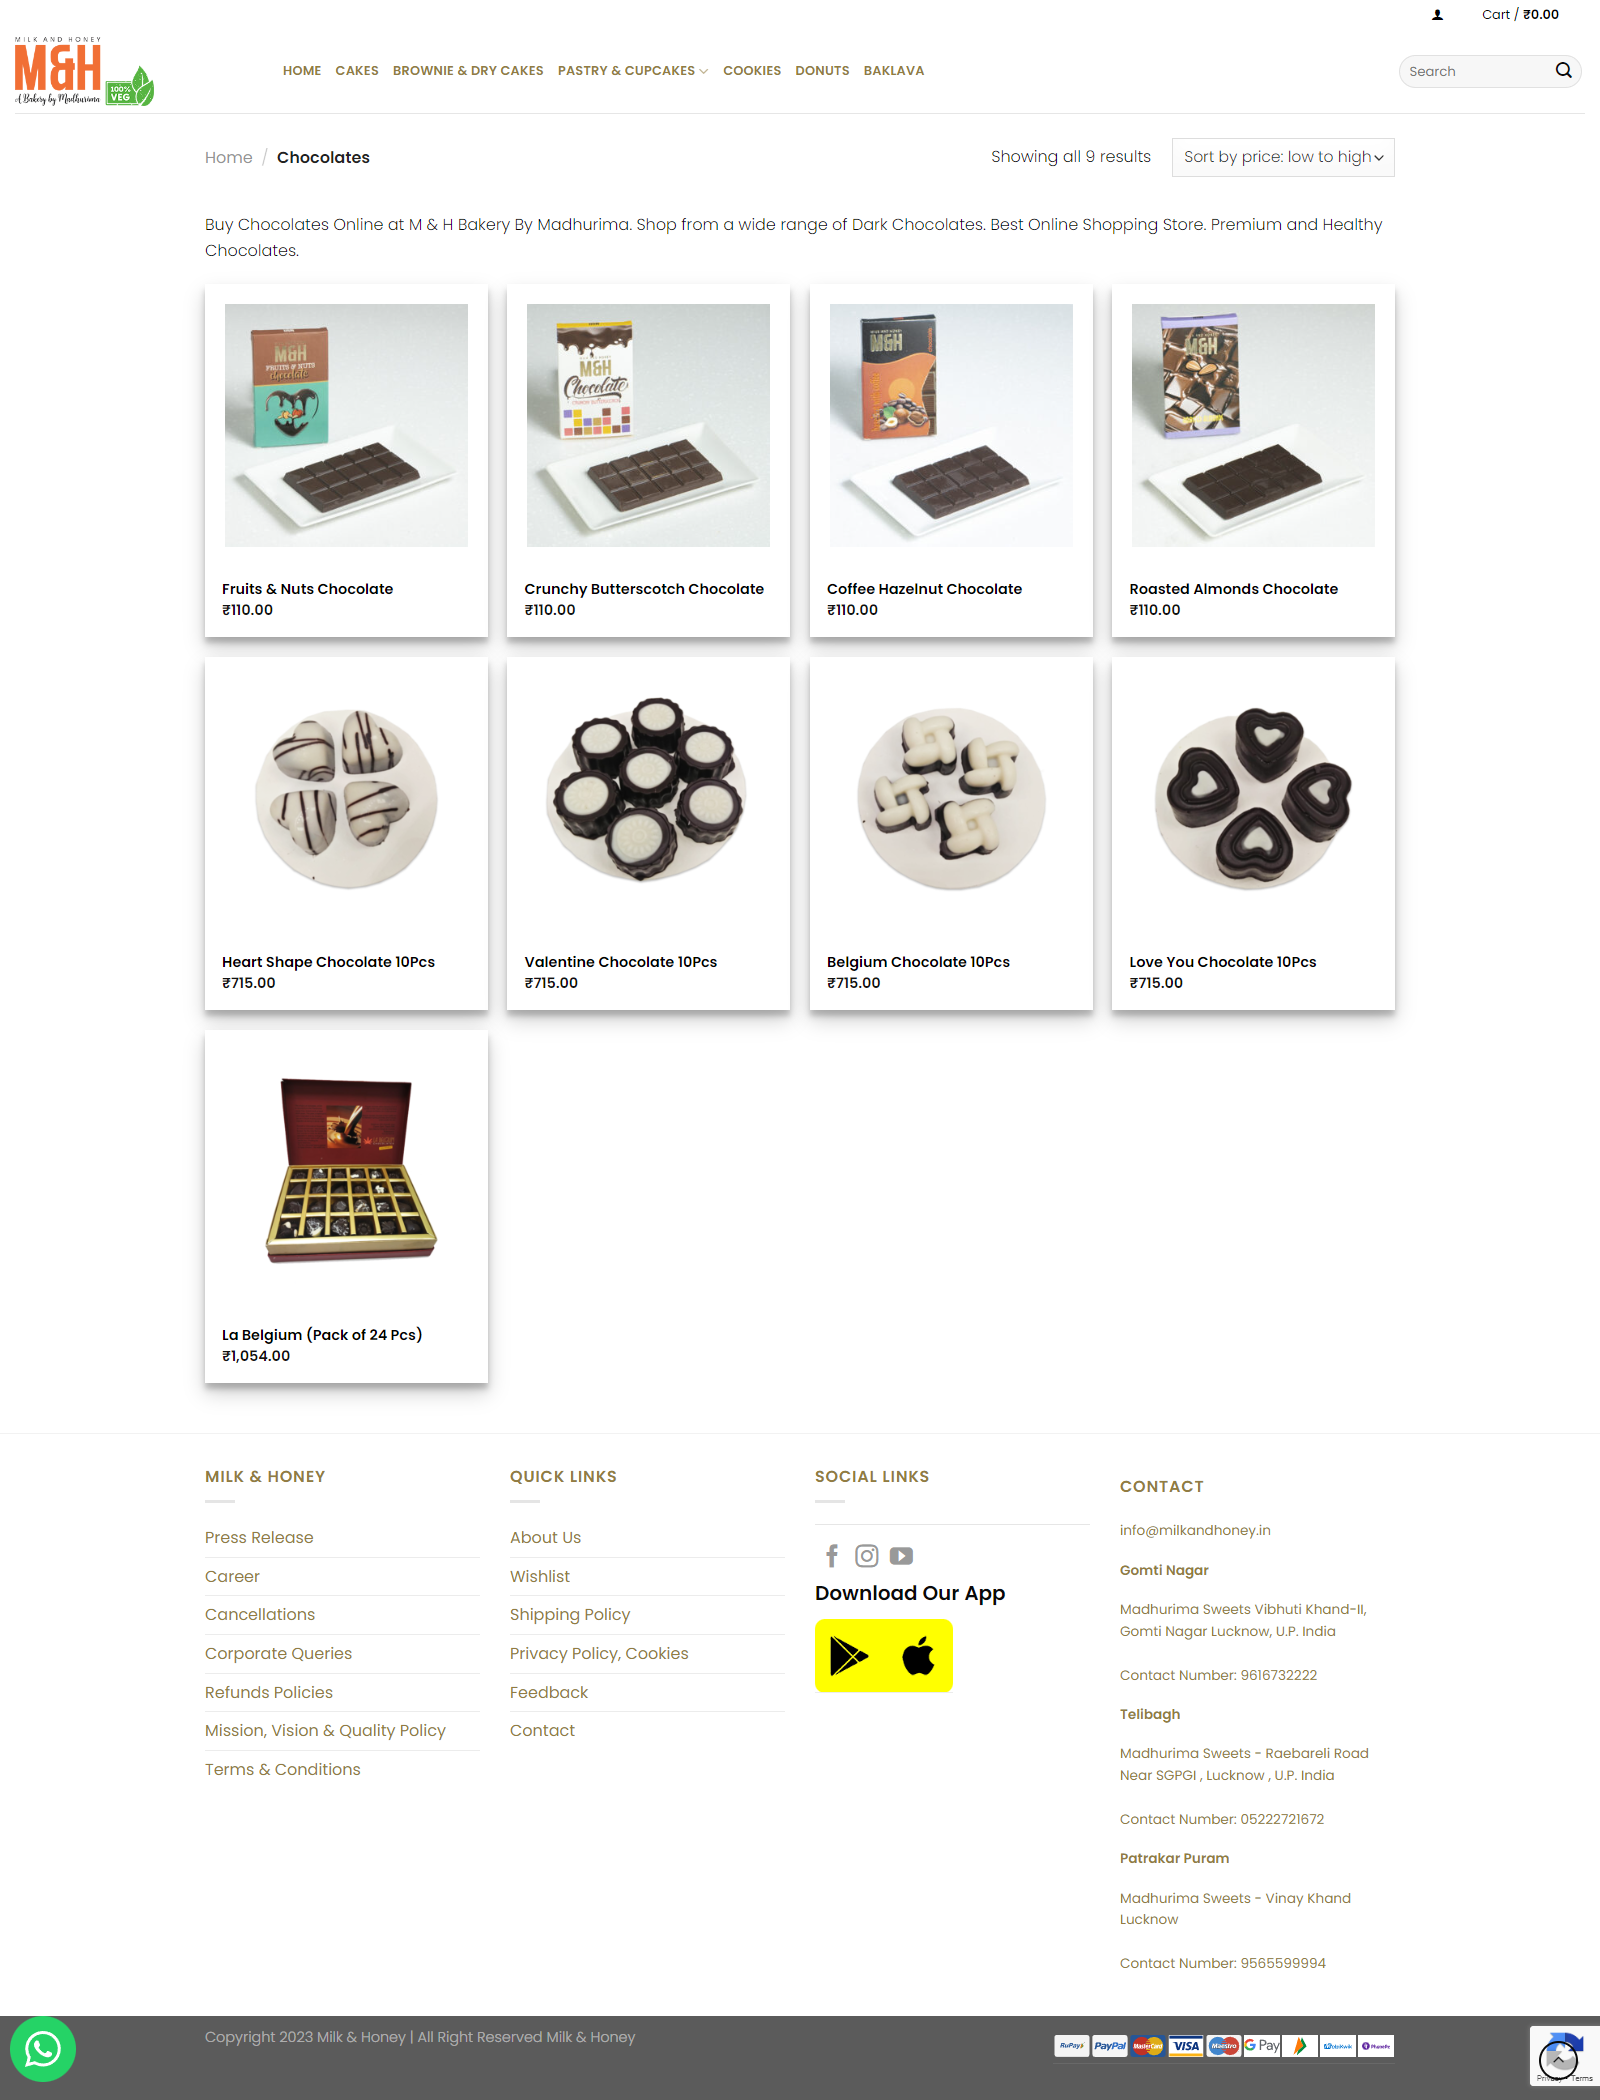 Cart / ₹0.00
MILK AND HONEY
M&H
A Bakery by Madhurima
100% VEG
HOME CAKES BROWNIE & DRY CAKES PASTRY & CUPCAKES COOKIES DONUTS BAKLAVA
Search
Home / Chocolates
Showing all 9 results
Sort by price: low to high
Buy Chocolates Online at M & H Bakery By Madhurima. Shop from a wide range of Dark Chocolates. Best Online Shopping Store. Premium and Healthy
Chocolates.
M&H
FRUITS & NUTS
chocolate
M&H
Chocolate
M&H
M&H
Fruits & Nuts Chocolate
₹110.00
Crunchy Butterscotch Chocolate
₹110.00
Coffee Hazelnut Chocolate
₹110.00
Roasted Almonds Chocolate
₹110.00
Heart Shape Chocolate 10Pcs
₹715.00
Valentine Chocolate 10Pcs
₹715.00
Belgium Chocolate 10Pcs
₹715.00
Love You Chocolate 10Pcs
₹715.00
La Belgium (Pack of 24 Pcs)
₹1,054.00
MILK & HONEY
Press Release
Career
Cancellations
Corporate Queries
Refunds Policies
Mission, Vision & Quality Policy
Terms & Conditions
QUICK LINKS
About Us
Wishlist
Shipping Policy
Privacy Policy, Cookies
Feedback
Contact
SOCIAL LINKS
Download Our App
CONTACT
info@milkandhoney.in
Gomti Nagar
Madhurima Sweets Vibhuti Khand-II,
Gomti Nagar Lucknow, U.P. India
Contact Number: 9616732222
Telibagh
Madhurima Sweets - Raebareli Road
Near SGPGI , Lucknow , U.P. India
Contact Number: 05222721672
Patrakar Puram
Madhurima Sweets - Vinay Khand
Lucknow
Contact Number: 9565599994
Copyright 2023 Milk & Honey | All Right Reserved Milk & Honey
RuPay PayPal MasterCard VISA Maestro G Pay MobiKwik PhonePe
Privacy - Terms